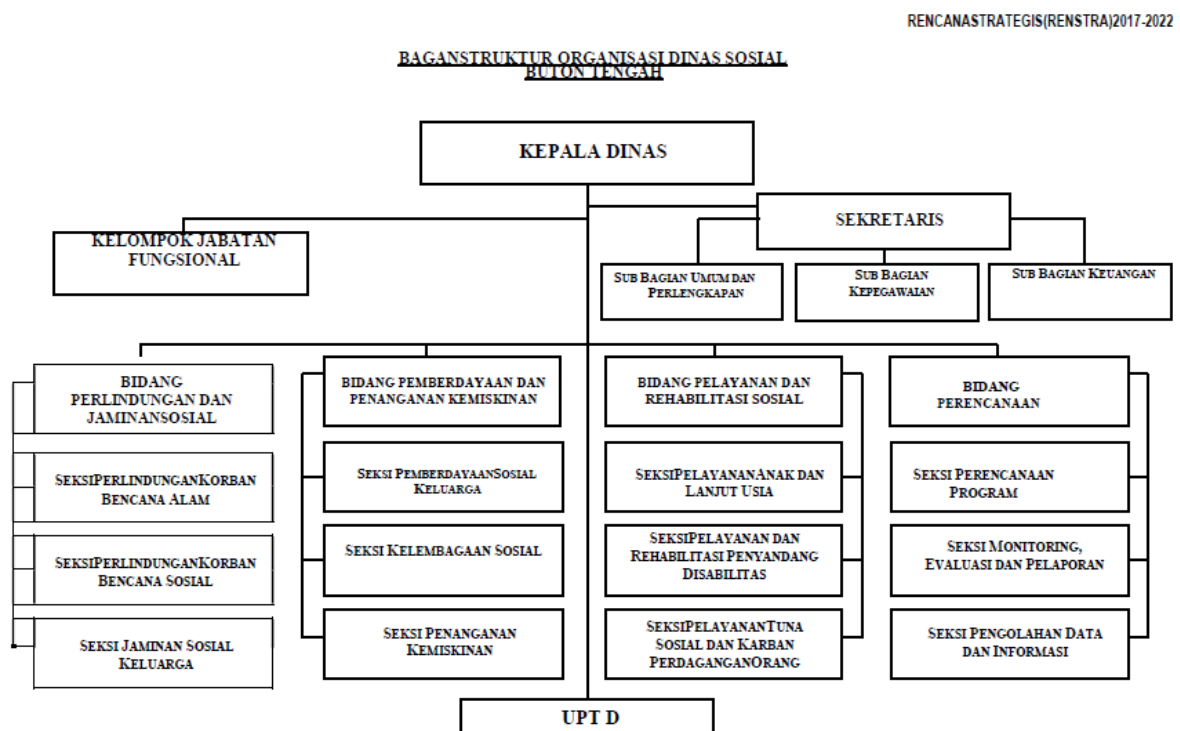 RENCANASTRATEGIS(RENSTRA)2017-2022
BAGANSTRUKTUR ORGANISASI DINAS SOSIAL
BUTON TENGAH
KEPALA DINAS
SEKRETARIS
KELOMPOK JABATAN
FUNGSIONAL
SUB BAGIAN UMUM DAN
PERLENGKAPAN
SUB BAGIAN
KEPEGAWAIAN
SUB BAGIAN KEUANGAN
BIDANG
PERLINDUNGAN DAN
JAMINANSOSIAL
SEKSIPERLINDUNGANKORBAN
BENCANA ALAM
SEKSIPERLINDUNGANKORBAN
BENCANA SOSIAL
SEKSI JAMINAN SOSIAL
KELUARGA
BIDANG PEMBERDAYAAN DAN
PENANGANAN KEMISKINAN
SEKSI PEMBERDAYAANSOSIAL
KELUARGA
SEKSI KELEMBAGAAN SOSIAL
SEKSI PENANGANAN
KEMISKINAN
BIDANG PELAYANAN DAN
REHABILITASI SOSIAL
SEKSIPELAYANANANAK DAN
LANJUT USIA
SEKSIPELAYANAN DAN
REHABILITASI PENYANDANG
DISABILITAS
SEKSIPELAYANANTUNA
SOSIAL DAN KARBAN
PERDAGANGANORANG
BIDANG
PERENCANAAN
SEKSI PERENCANAAN
PROGRAM
SEKSI MONITORING,
EVALUASI DAN PELAPORAN
SEKSI PENGOLAHAN DATA
DAN INFORMASI
UPT D